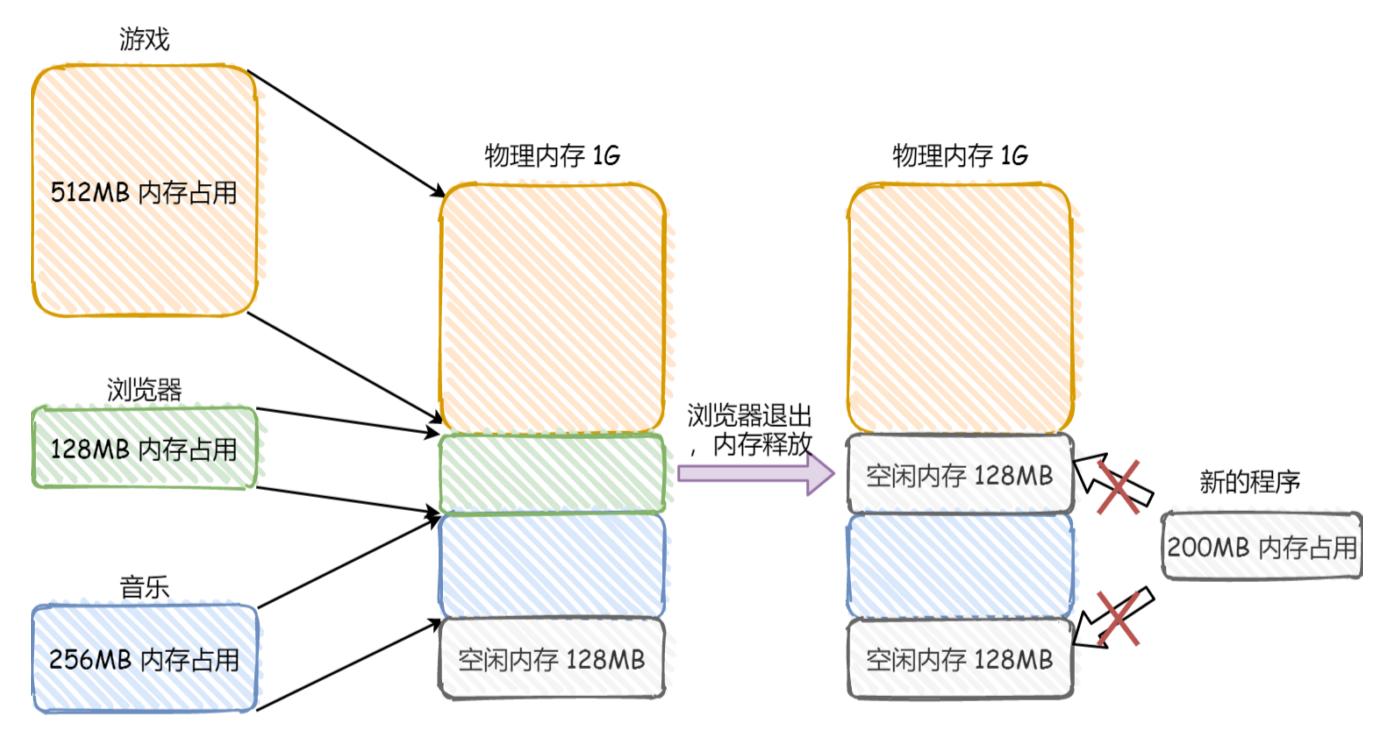 游戏
512MB 内存占用
浏览器
128MB 内存占用
音乐
256MB 内存占用
物理内存 1G
空闲内存 128MB
浏览器退出
，内存释放
物理内存 1G
空闲内存 128MB
空闲内存 128MB
新的程序
200MB 内存占用